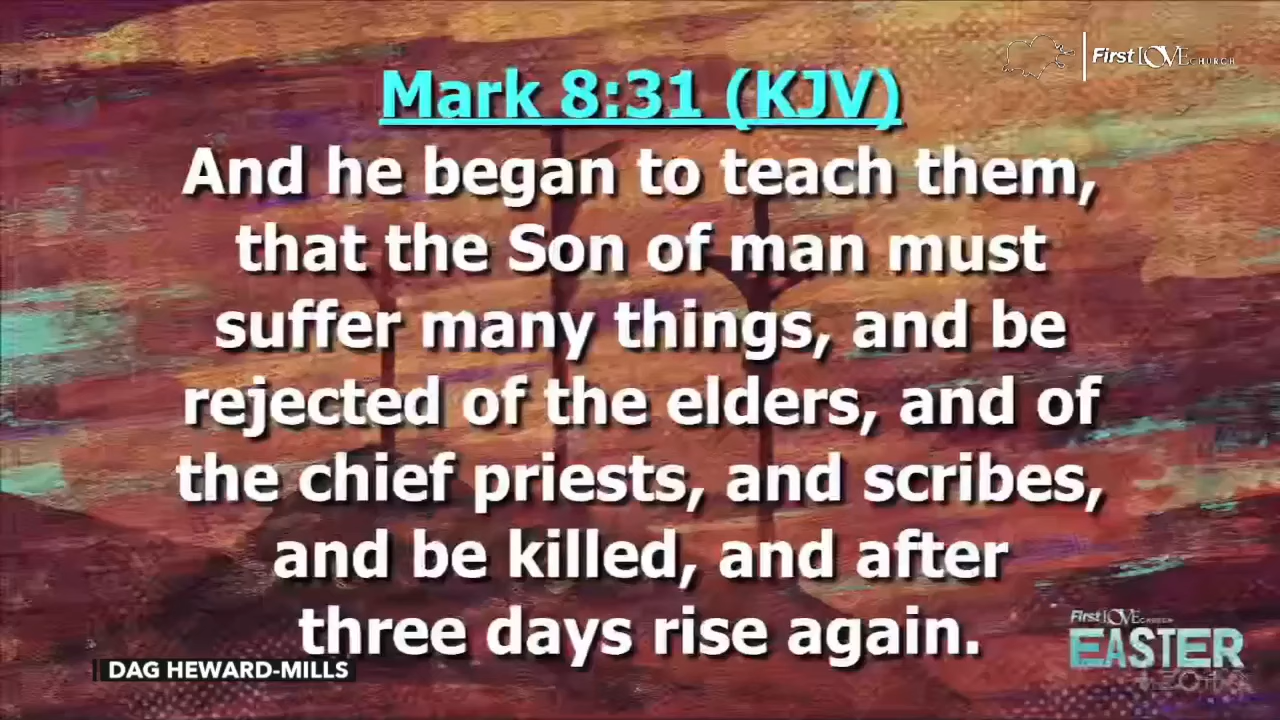 First LOVE CHURCH
Mark 8:31 (KJV)
And he began to teach them,
that the Son of man must
suffer many things, and be
rejected of the elders, and of
the chief priests, and scribes,
and be killed, and after
three days rise again.
DAG HEWARD-MILLS
First LOVE CHURCH
EASTER